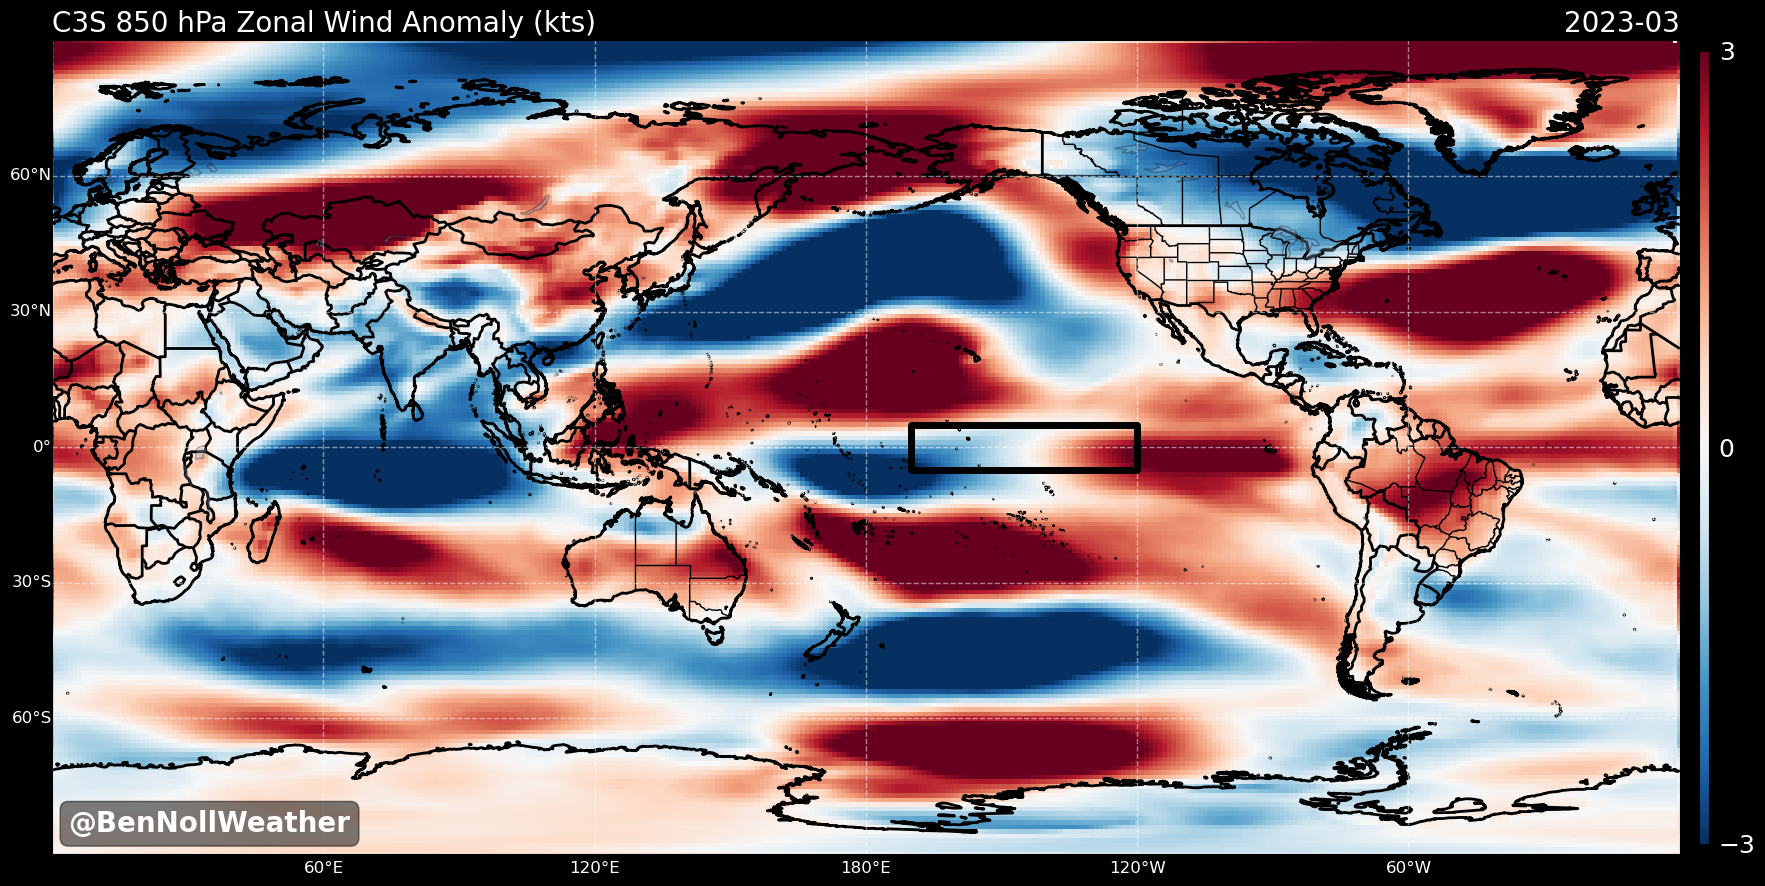 C3S 850 hPa Zonal Wind Anomaly (kts)
2023-03
3
60°N
30°N
0°
0
30°S
60°S
@BenNollWeather
−3
60°E
120°E
180°E
120°W
60°W